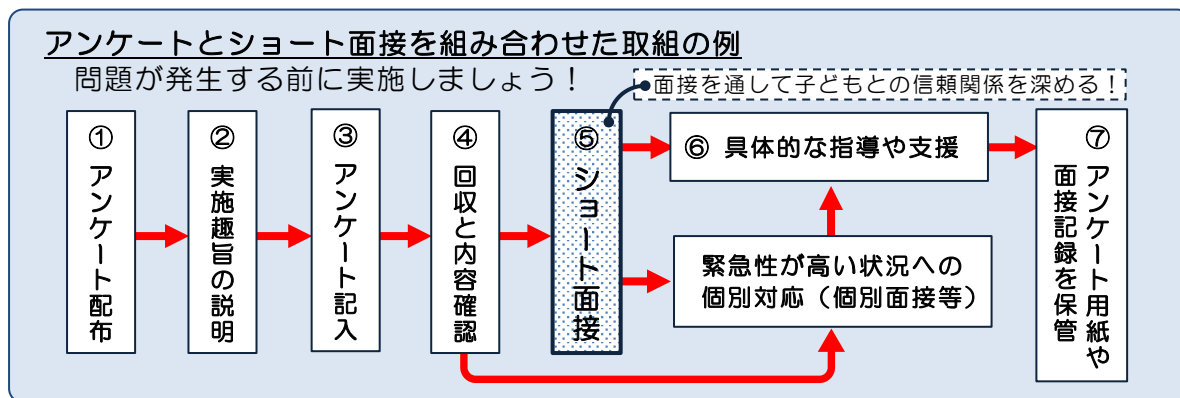 アンケートとショート面接を組み合わせた取組の例
問題が発生する前に実施しましょう！
面接を通して子どもとの信頼関係を深める！
① アンケート配布
② 実施趣旨の説明
③ アンケート記入
④ 回収と内容確認
⑤ ショート面接
⑥ 具体的な指導や支援
緊急性が高い状況への
個別対応（個別面接等）
⑦ アンケート用紙や
面接記録を保管